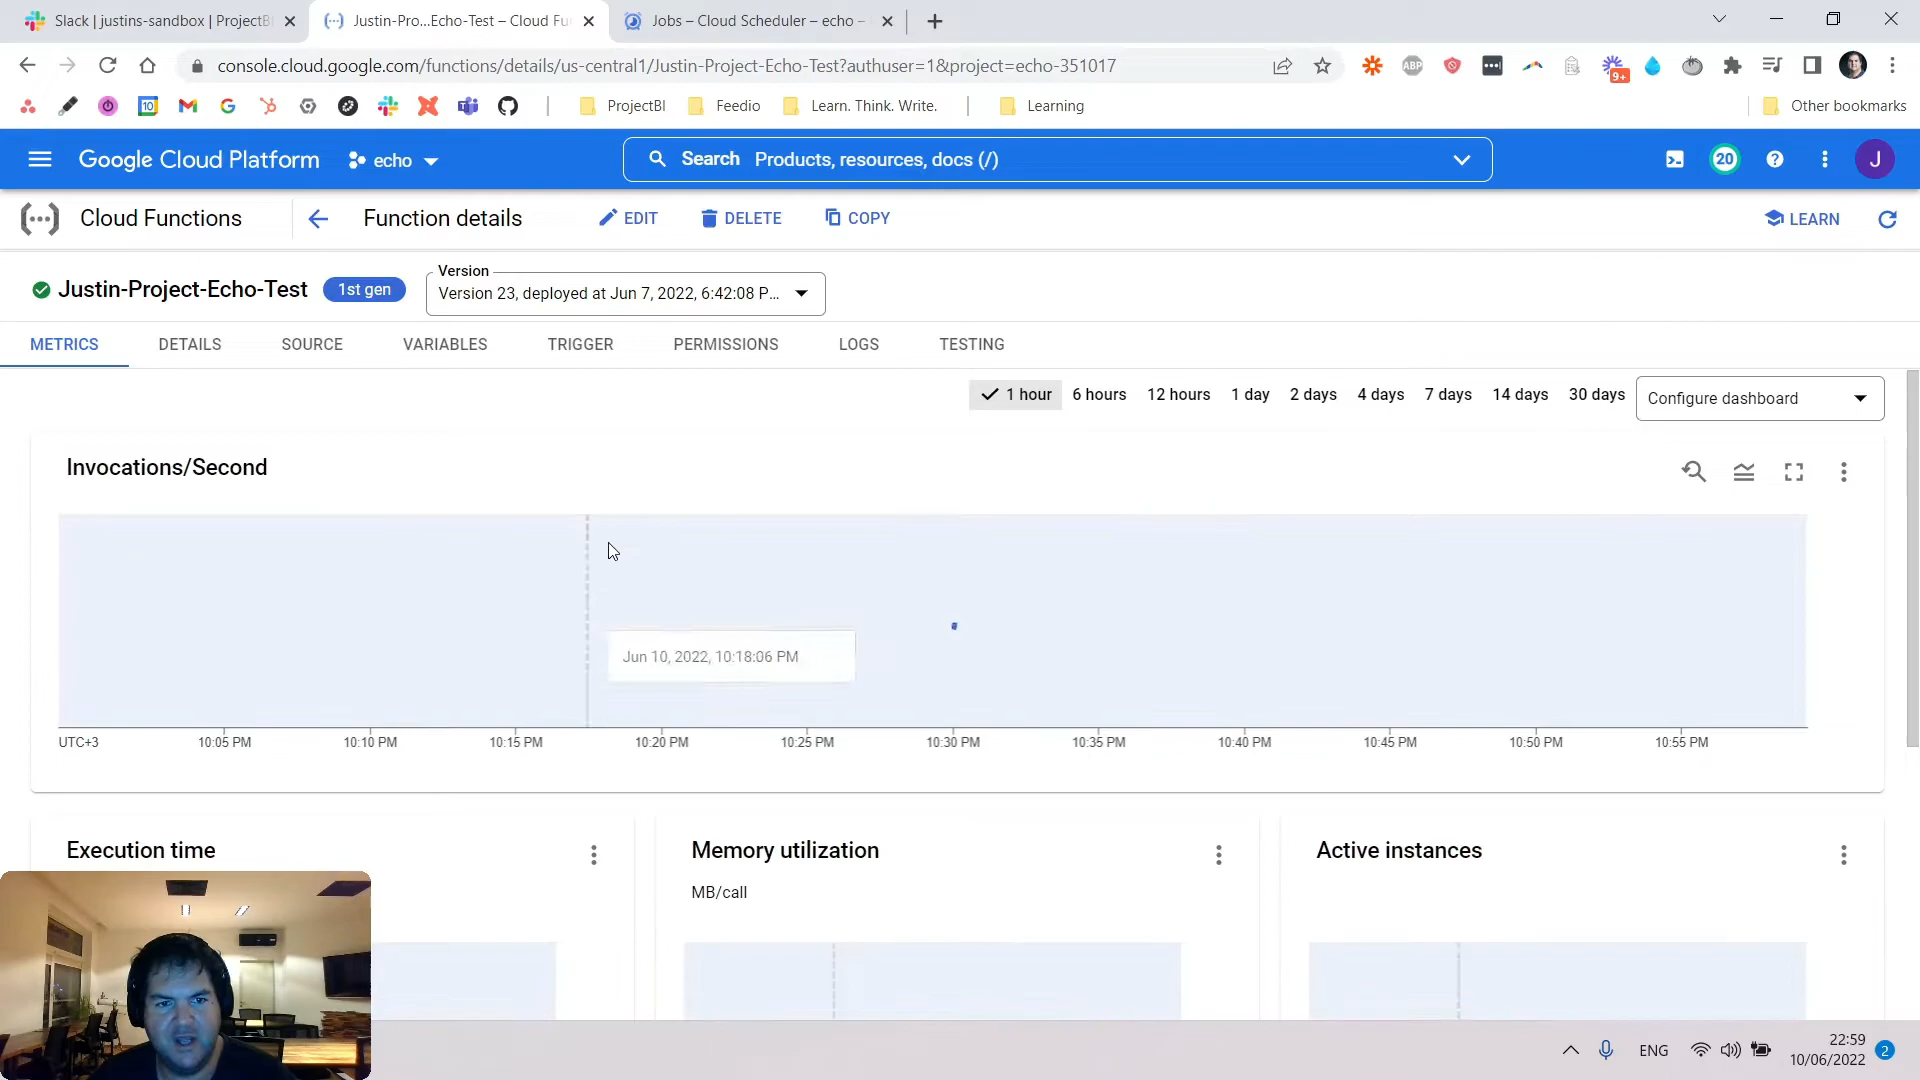 Slack | justins-sandbox | ProjectBI
Justin-Pro...Echo-Test – Cloud Fu
Jobs – Cloud Scheduler – echo –
console.cloud.google.com/functions/details/us-central1/Justin-Project-Echo-Test?authuser=1&project=echo-351017
ABP
9+
10
ProjectBI
Feedio
Learn. Think. Write.
Learning
Other bookmarks
Google Cloud Platform
echo
Search Products, resources, docs (/)
20
J
Cloud Functions
Function details
EDIT
DELETE
COPY
LEARN
Justin-Project-Echo-Test
1st gen
Version
Version 23, deployed at Jun 7, 2022, 6:42:08 P...
METRICS
DETAILS
SOURCE
VARIABLES
TRIGGER
PERMISSIONS
LOGS
TESTING
1 hour
6 hours
12 hours
1 day
2 days
4 days
7 days
14 days
30 days
Configure dashboard
Invocations/Second
Jun 10, 2022, 10:18:06 PM
UTC+3
10:05 PM
10:10 PM
10:15 PM
10:20 PM
10:25 PM
10:30 PM
10:35 PM
10:40 PM
10:45 PM
10:50 PM
10:55 PM
Execution time
Memory utilization
MB/call
Active instances
ENG
22:59
10/06/2022
2